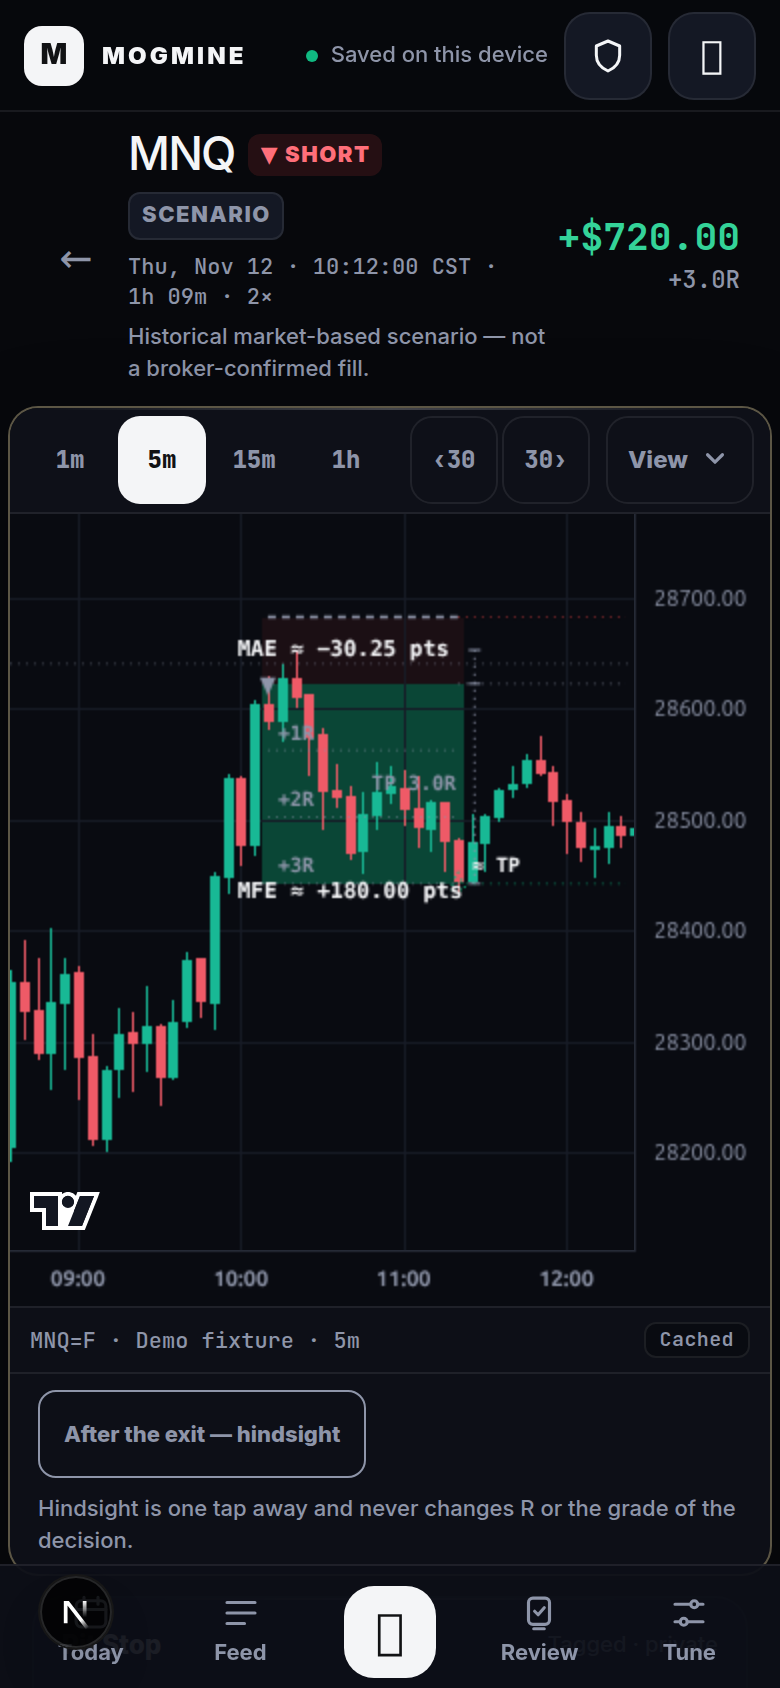 M MOGMINE
Saved on this device
MNQ ▼ SHORT
SCENARIO
+$720.00
Thu, Nov 12 · 10:12:00 CST ·
+3.0R
1h 09m · 2×
Historical market-based scenario — not
a broker-confirmed fill.
1m 5m 15m 1h ‹30 30› View
28700.00
MAE ≈ −30.25 pts
28600.00
+1R
TP 3.0R
+2R
28500.00
+3R
≈ TP
MFE ≈ +180.00 pts
28400.00
28300.00
28200.00
09:00 10:00 11:00 12:00
MNQ=F · Demo fixture · 5m
Cached
After the exit — hindsight
Hindsight is one tap away and never changes R or the grade of the
decision.
N
Stop
Tagged · private
Today Feed Review Tune